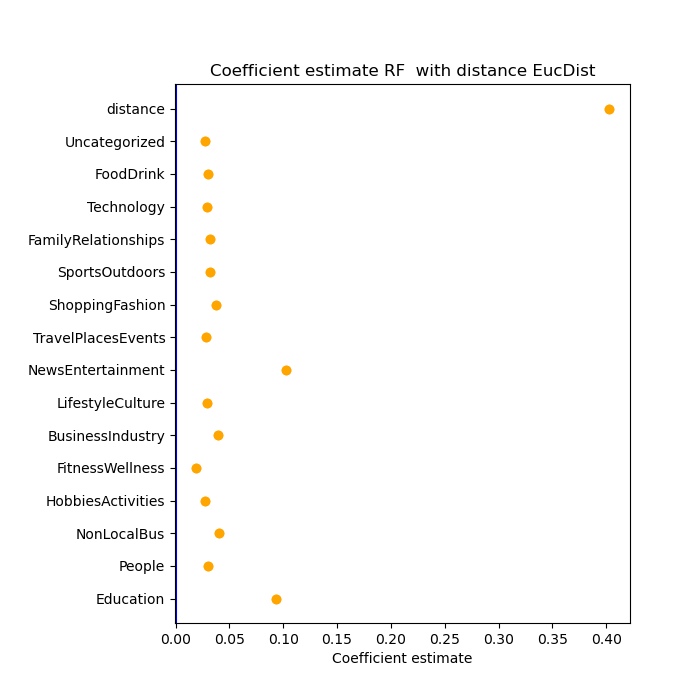 Coefficient estimate RF  with distance EucDist
distance
Uncategorized
FoodDrink
Technology
FamilyRelationships
SportsOutdoors
ShoppingFashion
TravelPlacesEvents
NewsEntertainment
LifestyleCulture
BusinessIndustry
FitnessWellness
HobbiesActivities
NonLocalBus
People
Education
0.00 0.05 0.10 0.15 0.20 0.25 0.30 0.35 0.40
Coefficient estimate